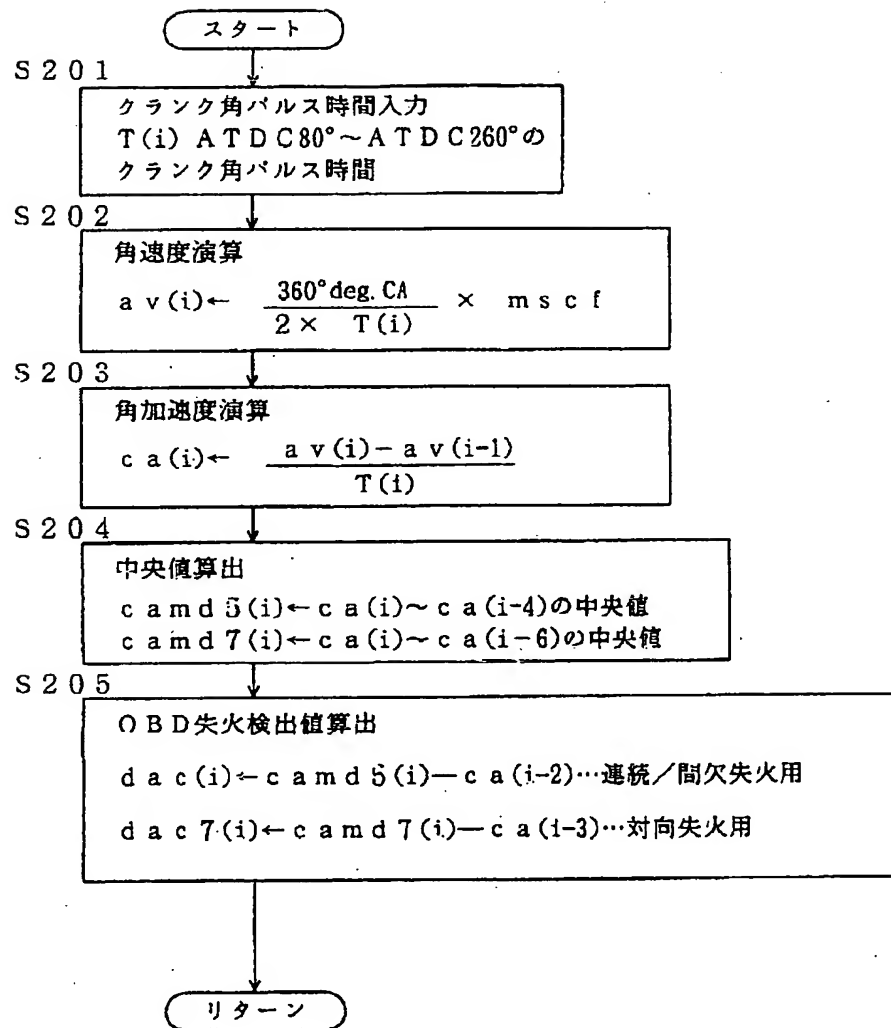 スタート
S201
クランク角パルス時間入力
T(i) ATDC80°~ATDC260°の
クランク角パルス時間
S202
角速度演算
av(i)← 360°deg.CA / 2× T(i) × mscf
S203
角加速度演算
ca(i)← av(i)−av(i-1) / T(i)
S204
中央値算出
camd5(i)←ca(i)~ca(i-4)の中央値
camd7(i)←ca(i)~ca(i-6)の中央値
S205
OBD失火検出値算出
dac(i)←camd5(i)―ca(i-2)…連続/間欠失火用
dac7(i)←camd7(i)―ca(i-3)…対向失火用
リターン